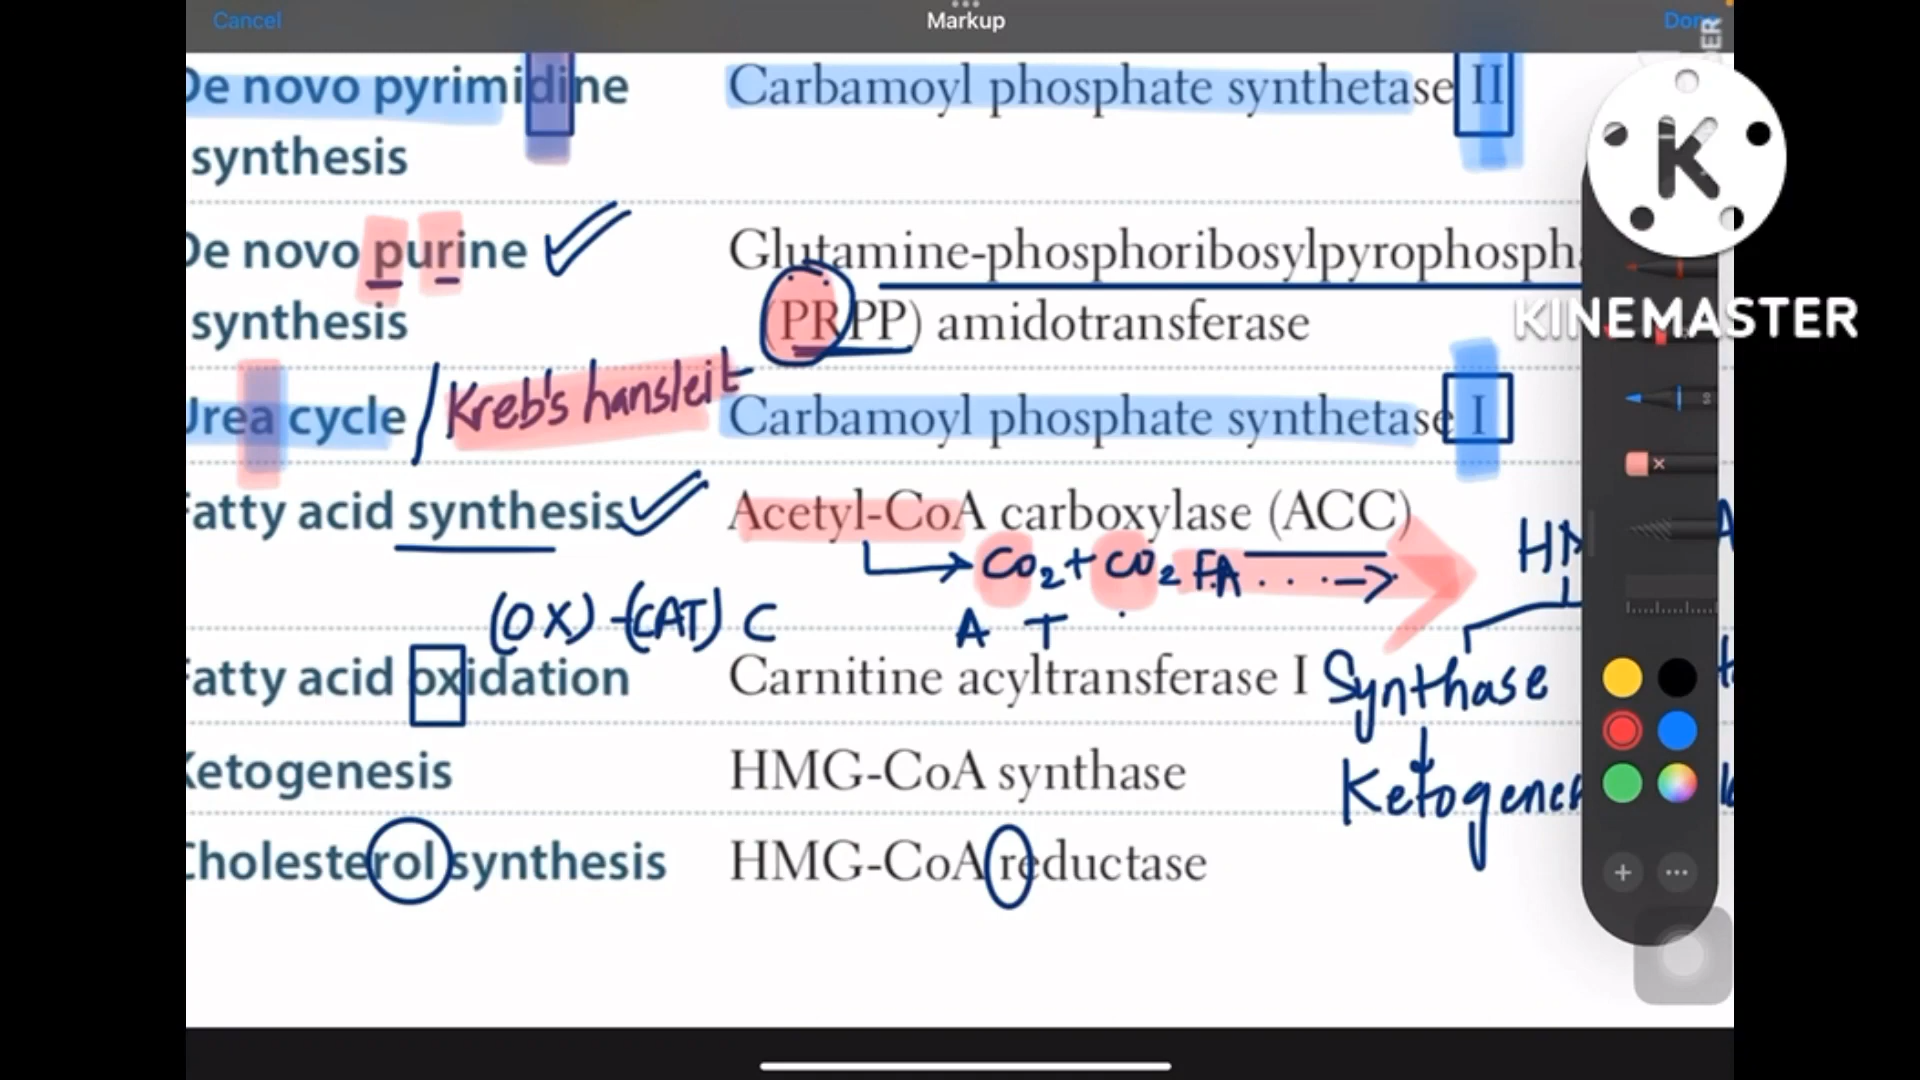 Cancel Markup Don
De novo pyrimidine Carbamoyl phosphate synthetase II
synthesis
De novo purine Glutamine-phosphoribosylpyrophosph
synthesis (PRPP) amidotransferase
KINEMASTER
Urea cycle / Kreb's hansleit Carbamoyl phosphate synthetase I
Fatty acid synthesis Acetyl-CoA carboxylase (ACC)
CO2 + CO2 FA . . . ->
HM
(OX) - (CAT) C A T
Fatty acid oxidation Carnitine acyltransferase I Synthase
Ketogenesis HMG-CoA synthase Ketogene
Cholesterol synthesis HMG-CoA reductase